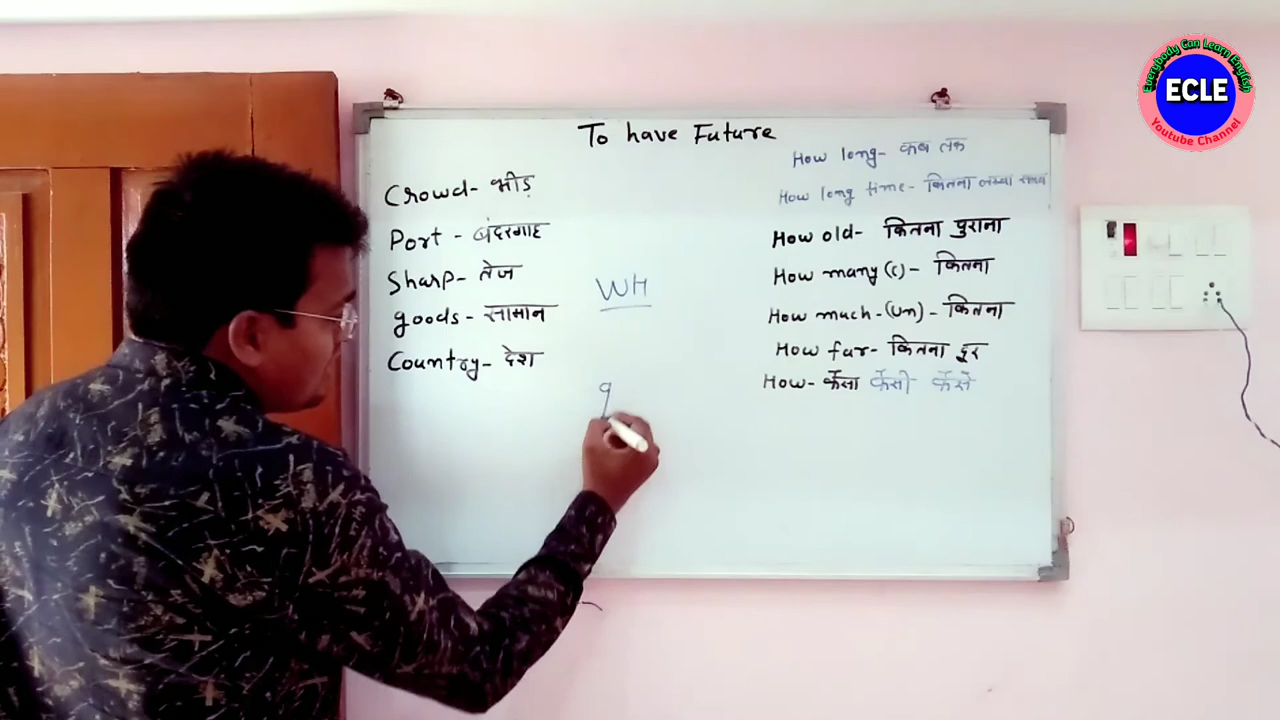 To have Future
Crowd- भीड़
Port - बंदरगाह
Sharp- तेज
goods- सामान
Country- देश
WH
q
How long- कब तक
How long time- कितना लम्बा समय
How old- कितना पुराना
How many (c) - कितना
How much-(un) - कितना
How far- कितना दूर
How- कैसा कैसी कैसे
Everybody Can Learn English
ECLE
Youtube Channel